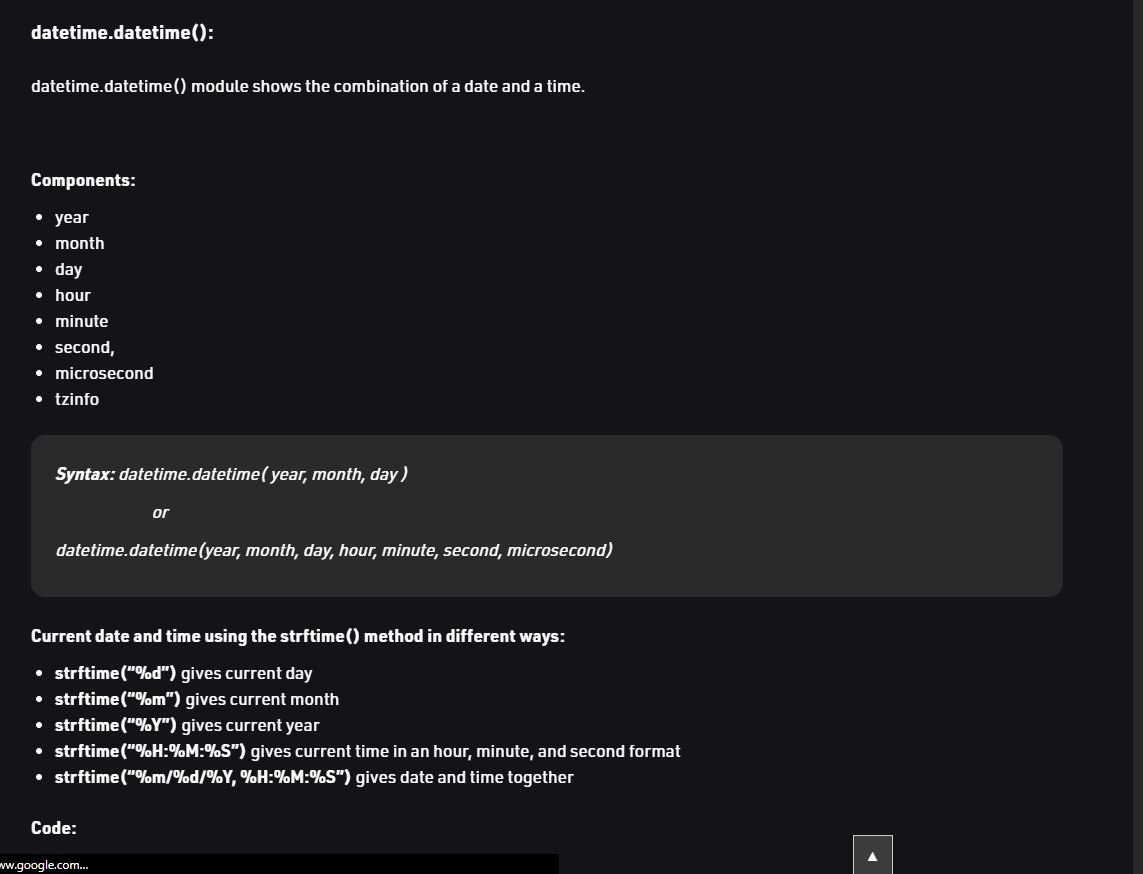 datetime.datetime():
datetime.datetime() module shows the combination of a date and a time.
Components:
year
month
day
hour
minute
second,
microsecond
tzinfo
Syntax: datetime.datetime( year, month, day )
or
datetime.datetime(year, month, day, hour, minute, second, microsecond)
Current date and time using the strftime() method in different ways:
strftime(“%d”) gives current day
strftime(“%m”) gives current month
strftime(“%Y”) gives current year
strftime(“%H:%M:%S”) gives current time in an hour, minute, and second format
strftime(“%m/%d/%Y, %H:%M:%S”) gives date and time together
Code:
ww.google.com...